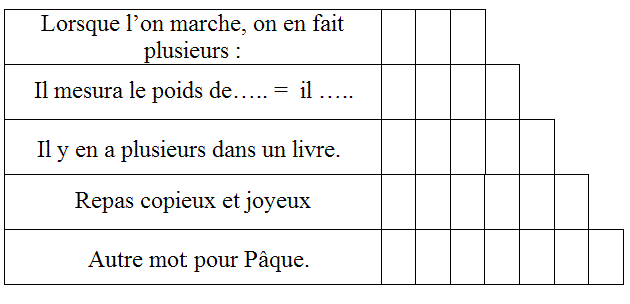 Lorsque l’on marche, on en fait
plusieurs :
Il mesura le poids de….. =  il …..
Il y en a plusieurs dans un livre.
Repas copieux et joyeux
Autre mot pour Pâque.